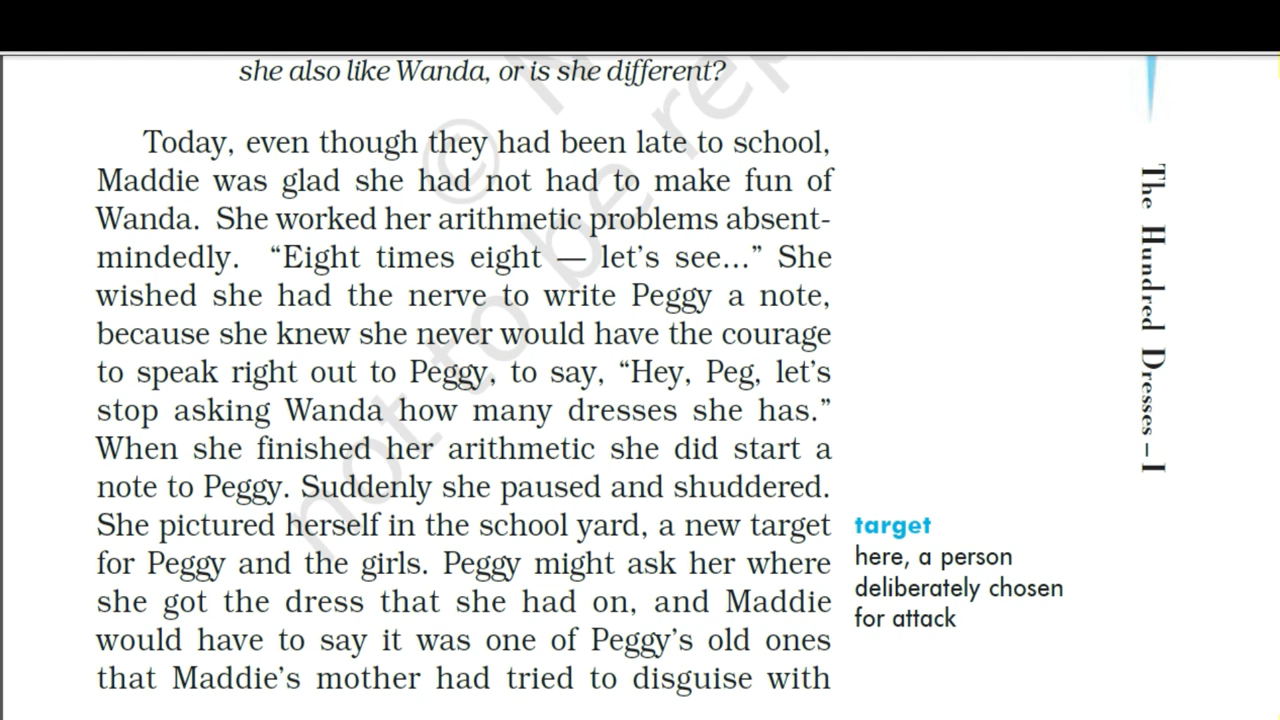 she also like Wanda, or is she different?
Today, even though they had been late to school,
Maddie was glad she had not had to make fun of
Wanda. She worked her arithmetic problems absent-
mindedly. “Eight times eight — let’s see...” She
wished she had the nerve to write Peggy a note,
because she knew she never would have the courage
to speak right out to Peggy, to say, “Hey, Peg, let’s
stop asking Wanda how many dresses she has.”
When she finished her arithmetic she did start a
note to Peggy. Suddenly she paused and shuddered.
She pictured herself in the school yard, a new target
for Peggy and the girls. Peggy might ask her where
she got the dress that she had on, and Maddie
would have to say it was one of Peggy’s old ones
that Maddie’s mother had tried to disguise with
target
here, a person
deliberately chosen
for attack
The Hundred Dresses – I
© N
not to be rep